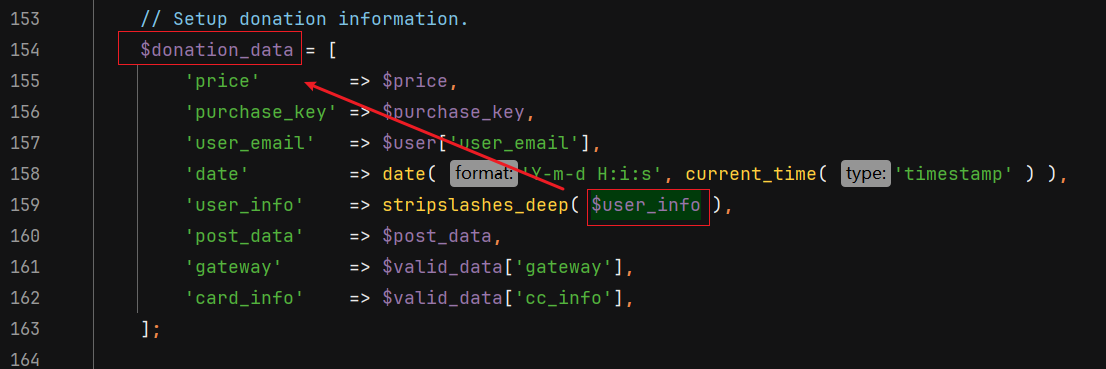 153 // Setup donation information.
154 $donation_data = [
155 'price' => $price,
156 'purchase_key' => $purchase_key,
157 'user_email' => $user['user_email'],
158 'date' => date( format: 'Y-m-d H:i:s', current_time( type: 'timestamp' ) ),
159 'user_info' => stripslashes_deep( $user_info ),
160 'post_data' => $post_data,
161 'gateway' => $valid_data['gateway'],
162 'card_info' => $valid_data['cc_info'],
163 ];
164